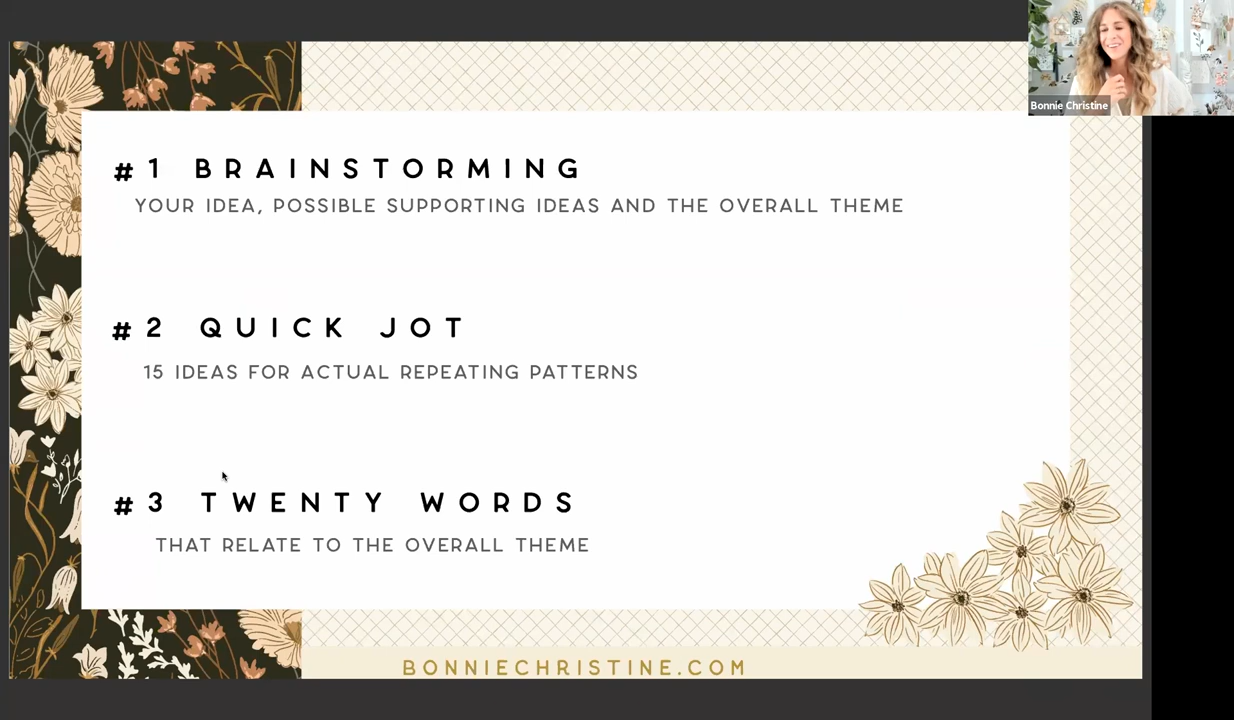 Bonnie Christine
# 1 BRAINSTORMING
YOUR IDEA, POSSIBLE SUPPORTING IDEAS AND THE OVERALL THEME
# 2 QUICK JOT
15 IDEAS FOR ACTUAL REPEATING PATTERNS
# 3 TWENTY WORDS
THAT RELATE TO THE OVERALL THEME
BONNIECHRISTINE.COM